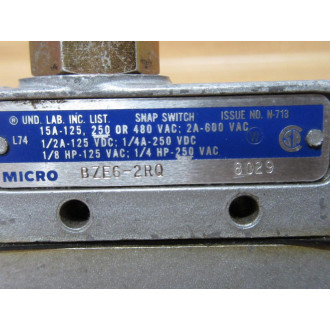 ® UND. LAB. INC. LIST. SNAP SWITCH ISSUE NO. H-713
15A-125, 250 OR 480 VAC; 2A-600 VAC
L74 1/2A-125 VDC; 1/4A-250 VDC
1/8 HP-125 VAC; 1/4 HP-250 VAC
MICRO BZE6-2RQ 8029